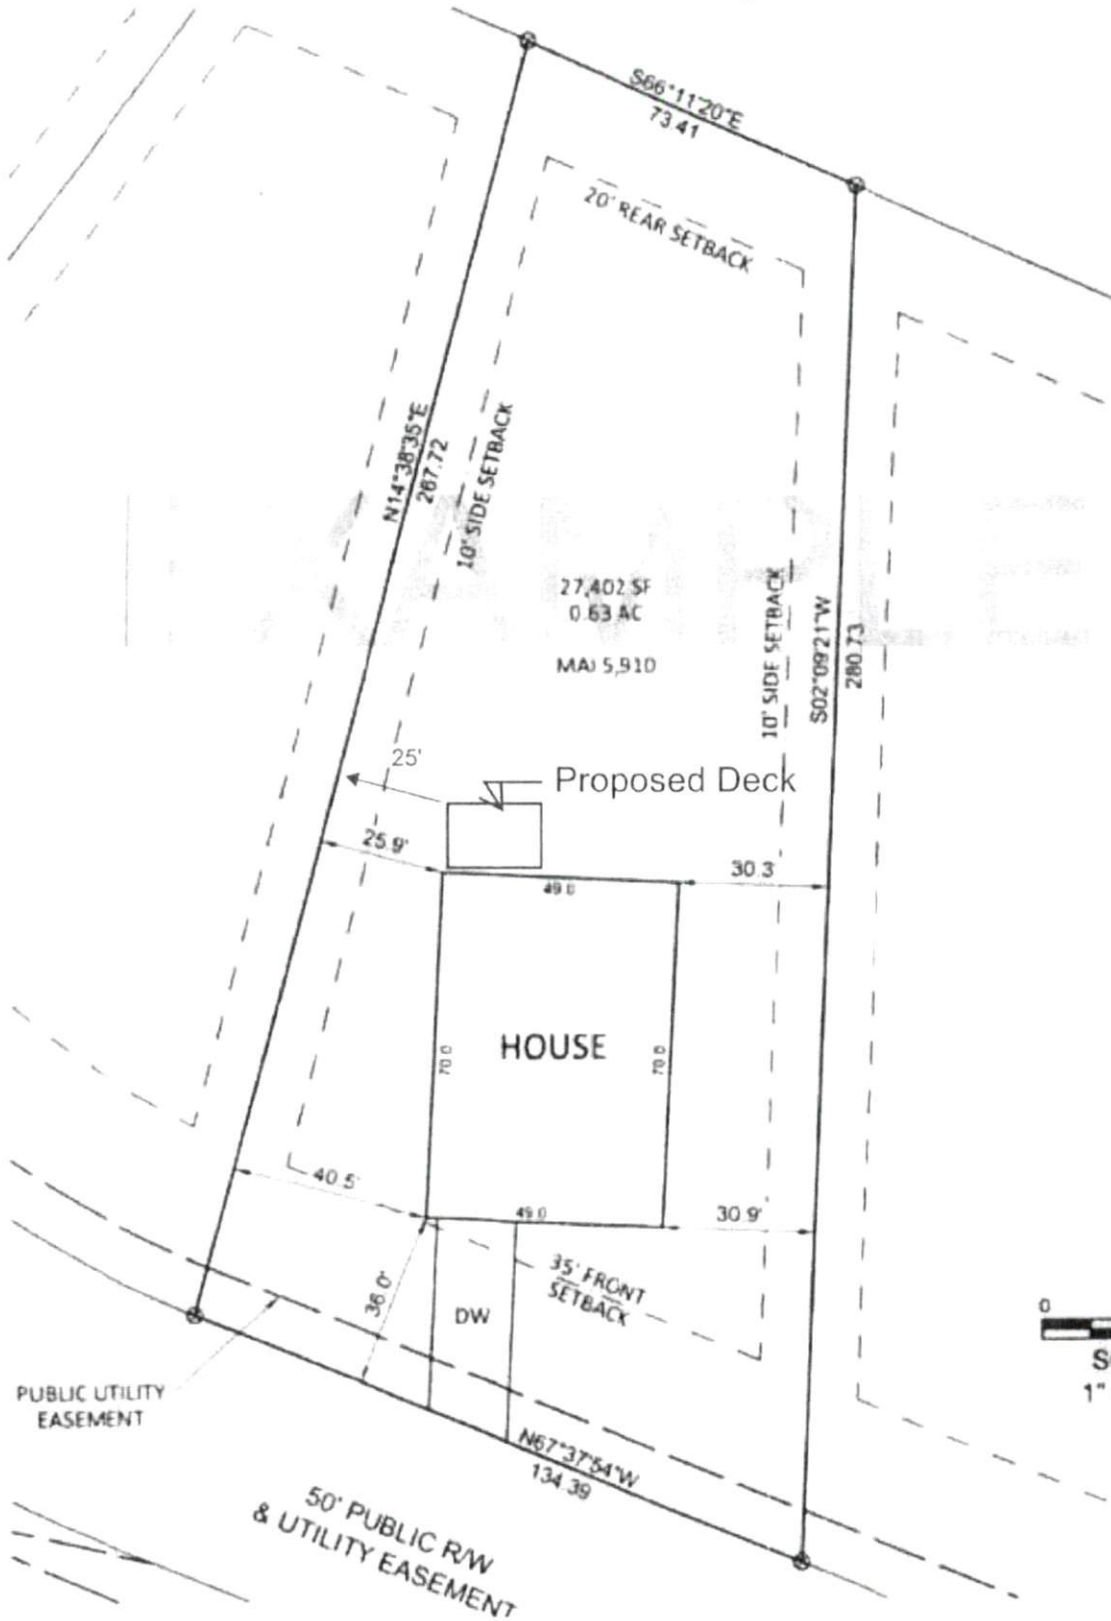 S66°11'20"E
73.41
20' REAR SETBACK
N14°38'35"E
267.72
10' SIDE SETBACK
27,402 SF
0.63 AC
MAJ 5,910
10' SIDE SETBACK
S02°09'21"W
280.73
25'
Proposed Deck
25.9'
30.3'
49.0
HOUSE
70.0
70.0
40.5'
49.0
30.9'
36.0'
35' FRONT
SETBACK
DW
0
1"
PUBLIC UTILITY
EASEMENT
N67°37'54"W
134.39
50' PUBLIC R/W
& UTILITY EASEMENT